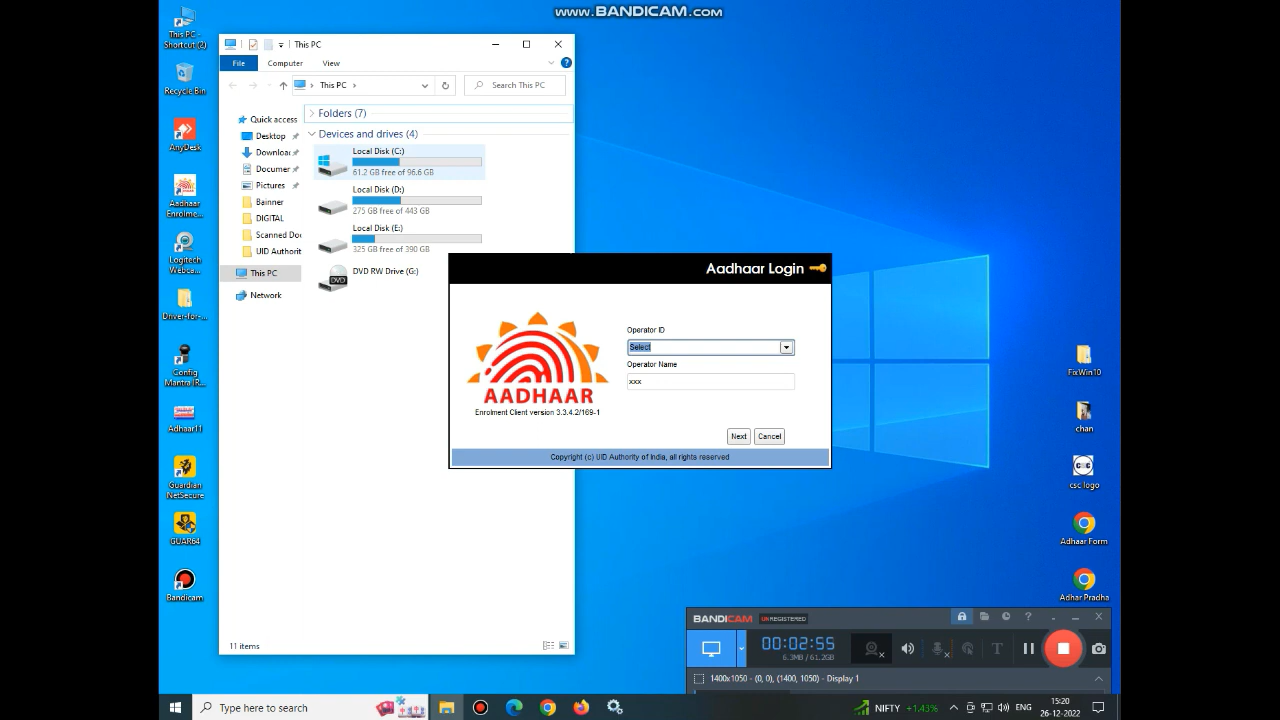 www.BANDICAM.com
This PC -
Shortcut (2)
Recycle Bin
AnyDesk
Aadhaar
Enrolme...
Logitech
Webca...
Driver-for-...
Config
Mantra IR...
Adhaar11
Guardian
NetSecure
GUAR64
Bandicam
This PC
File
Computer
View
This PC
Search This PC
Quick access
Desktop
Downloa
Documer
Pictures
Banner
DIGITAL
Scanned Doc
UID Authorit
This PC
Network
Folders (7)
Devices and drives (4)
Local Disk (C:)
61.2 GB free of 96.6 GB
Local Disk (D:)
275 GB free of 443 GB
Local Disk (E:)
325 GB free of 390 GB
DVD
DVD RW Drive (G:)
11 items
Aadhaar Login
AADHAAR
Enrolment Client version 3.3.4.2/169-1
Operator ID
Select
Operator Name
xxx
Next
Cancel
Copyright (c) UID Authority of India, all rights reserved
FixWin10
chan
CSC
csc logo
Adhaar Form
Adhar Pradha
BANDICAM
UNREGISTERED
00:02:55
6.3MB / 61.2GB
1400x1050 - (0, 0), (1400, 1050) - Display 1
Type here to search
NIFTY
+1.43%
ENG
15:20
26-12-2022